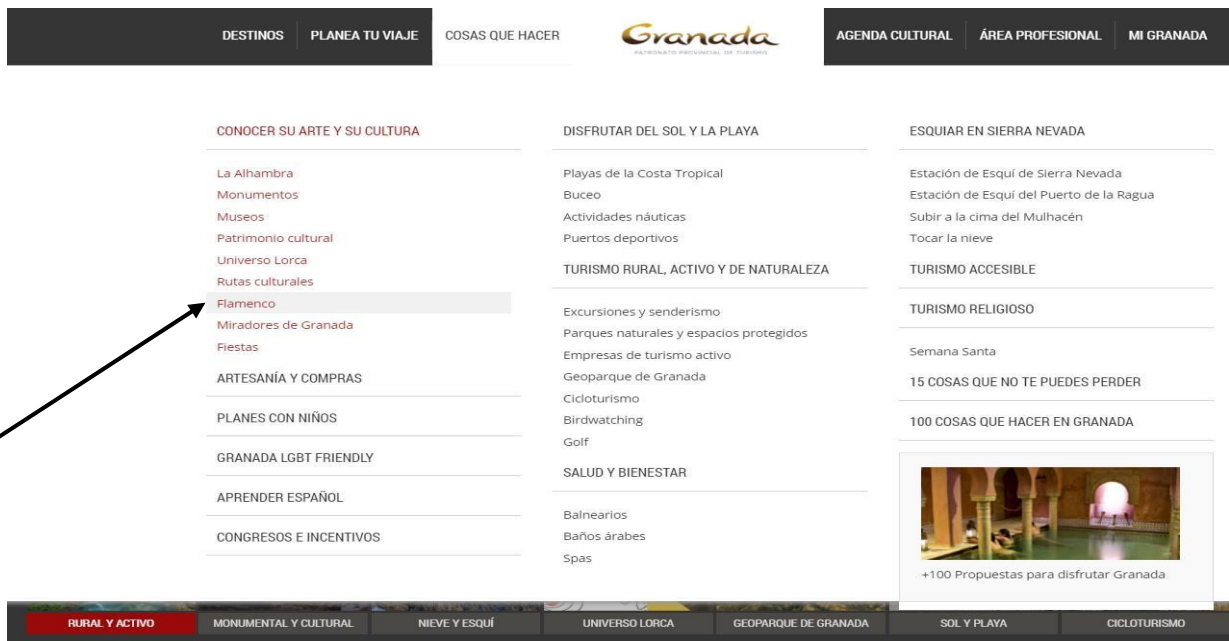 DESTINOS
PLANEA TU VIAJE
COSAS QUE HACER
Granada
PATRONATO PROVINCIAL DE TURISMO
AGENDA CULTURAL
ÁREA PROFESIONAL
MI GRANADA
CONOCER SU ARTE Y SU CULTURA
La Alhambra
Monumentos
Museos
Patrimonio cultural
Universo Lorca
Rutas culturales
Flamenco
Miradores de Granada
Fiestas
ARTESANÍA Y COMPRAS
PLANES CON NIÑOS
GRANADA LGBT FRIENDLY
APRENDER ESPAÑOL
CONGRESOS E INCENTIVOS
DISFRUTAR DEL SOL Y LA PLAYA
Playas de la Costa Tropical
Buceo
Actividades náuticas
Puertos deportivos
TURISMO RURAL, ACTIVO Y DE NATURALEZA
Excursiones y senderismo
Parques naturales y espacios protegidos
Empresas de turismo activo
Geoparque de Granada
Cicloturismo
Birdwatching
Golf
SALUD Y BIENESTAR
Balnearios
Baños árabes
Spas
ESQUIAR EN SIERRA NEVADA
Estación de Esquí de Sierra Nevada
Estación de Esquí del Puerto de la Ragua
Subir a la cima del Mulhacén
Tocar la nieve
TURISMO ACCESIBLE
TURISMO RELIGIOSO
Semana Santa
15 COSAS QUE NO TE PUEDES PERDER
100 COSAS QUE HACER EN GRANADA
+100 Propuestas para disfrutar Granada
RURAL Y ACTIVO
MONUMENTAL Y CULTURAL
NIEVE Y ESQUÍ
UNIVERSO LORCA
GEOPARQUE DE GRANADA
SOL Y PLAYA
CICLOTURISMO